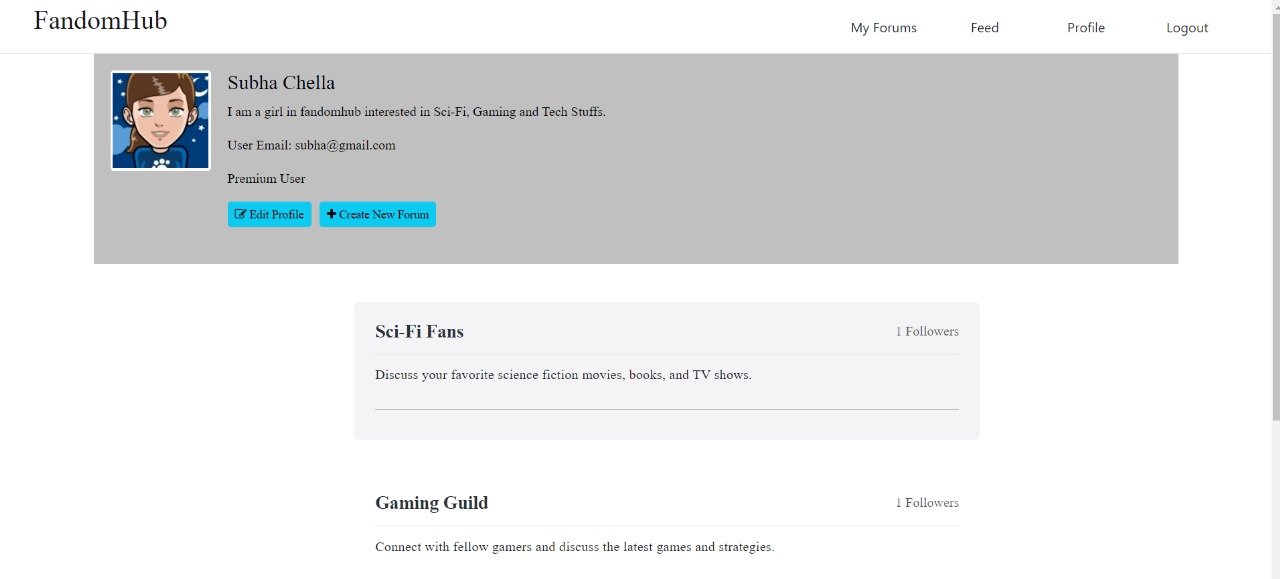 FandomHub
My Forums Feed Profile Logout
Subha Chella
I am a girl in fandomhub interested in Sci-Fi, Gaming and Tech Stuffs.
User Email: subha@gmail.com
Premium User
Edit Profile Create New Forum
Sci-Fi Fans 1 Followers
Discuss your favorite science fiction movies, books, and TV shows.
Gaming Guild 1 Followers
Connect with fellow gamers and discuss the latest games and strategies.